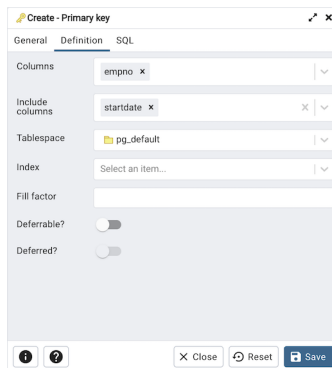 Create - Primary key
General Definition SQL
Columns
empno
Include columns
startdate
Tablespace
pg_default
Index
Select an item...
Fill factor
Deferrable?
Deferred?
Close Reset Save